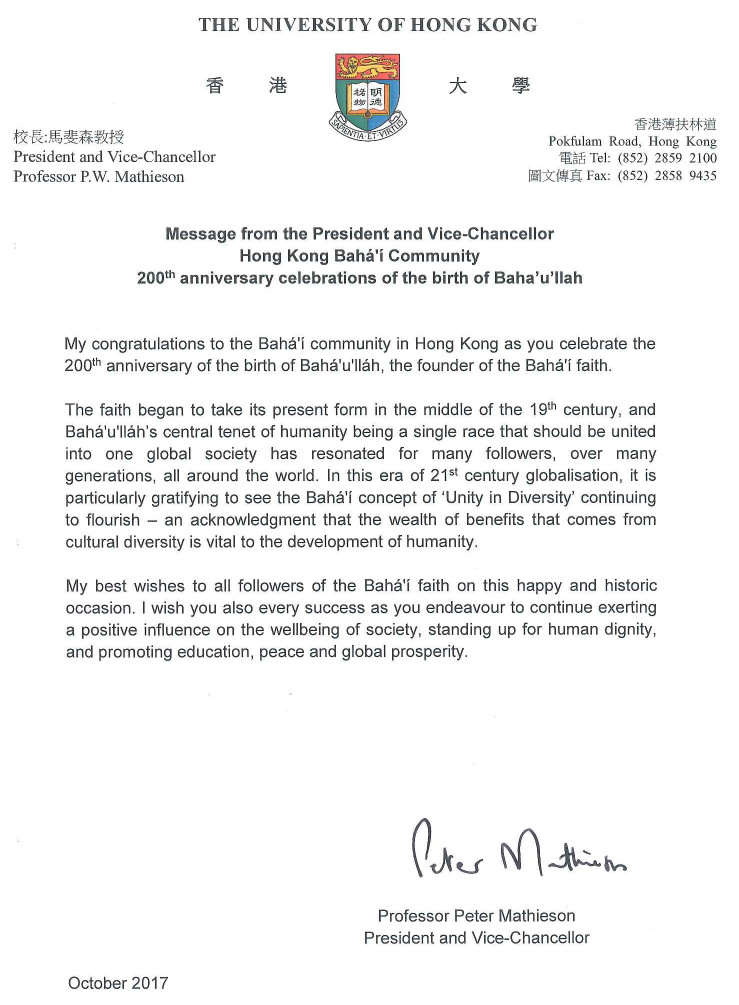 THE UNIVERSITY OF HONG KONG
香 港 大 學
格 明
物 德
SAPIENTIA·ET·VIRTUS
校長:馬斐森教授
President and Vice-Chancellor
Professor P.W. Mathieson
香港薄扶林道
Pokfulam Road, Hong Kong
電話 Tel: (852) 2859 2100
圖文傳真 Fax: (852) 2858 9435
Message from the President and Vice-Chancellor
Hong Kong Bahá'í Community
200th anniversary celebrations of the birth of Baha’u’llah
My congratulations to the Bahá'í community in Hong Kong as you celebrate the
200th anniversary of the birth of Bahá'u'lláh, the founder of the Bahá'í faith.
The faith began to take its present form in the middle of the 19th century, and
Bahá'u'lláh’s central tenet of humanity being a single race that should be united
into one global society has resonated for many followers, over many
generations, all around the world. In this era of 21st century globalisation, it is
particularly gratifying to see the Bahá'í concept of ‘Unity in Diversity’ continuing
to flourish – an acknowledgment that the wealth of benefits that comes from
cultural diversity is vital to the development of humanity.
My best wishes to all followers of the Bahá'í faith on this happy and historic
occasion. I wish you also every success as you endeavour to continue exerting
a positive influence on the wellbeing of society, standing up for human dignity,
and promoting education, peace and global prosperity.
Peter Mathieson
Professor Peter Mathieson
President and Vice-Chancellor
October 2017